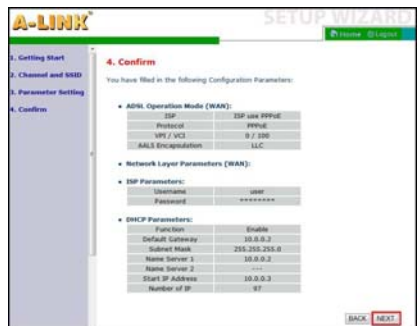 A-LINK
SETUP WIZARD
Home Logout
1. Getting Start
2. Channel and SSID
3. Parameter Setting
4. Confirm
4. Confirm
You have filled in the following Configuration Parameters:
ADSL Operation Mode (WAN):
ISP ISP use PPPoE
Protocol PPPoE
VPI / VCI 0 / 100
AAL5 Encapsulation LLC
Network Layer Parameters (WAN):
ISP Parameters:
Username user
Password ********
DHCP Parameters:
Function Enable
Default Gateway 10.0.0.2
Subnet Mask 255.255.255.0
Name Server 1 10.0.0.2
Name Server 2 ---
Start IP Address 10.0.0.3
Number of IP 97
BACK NEXT